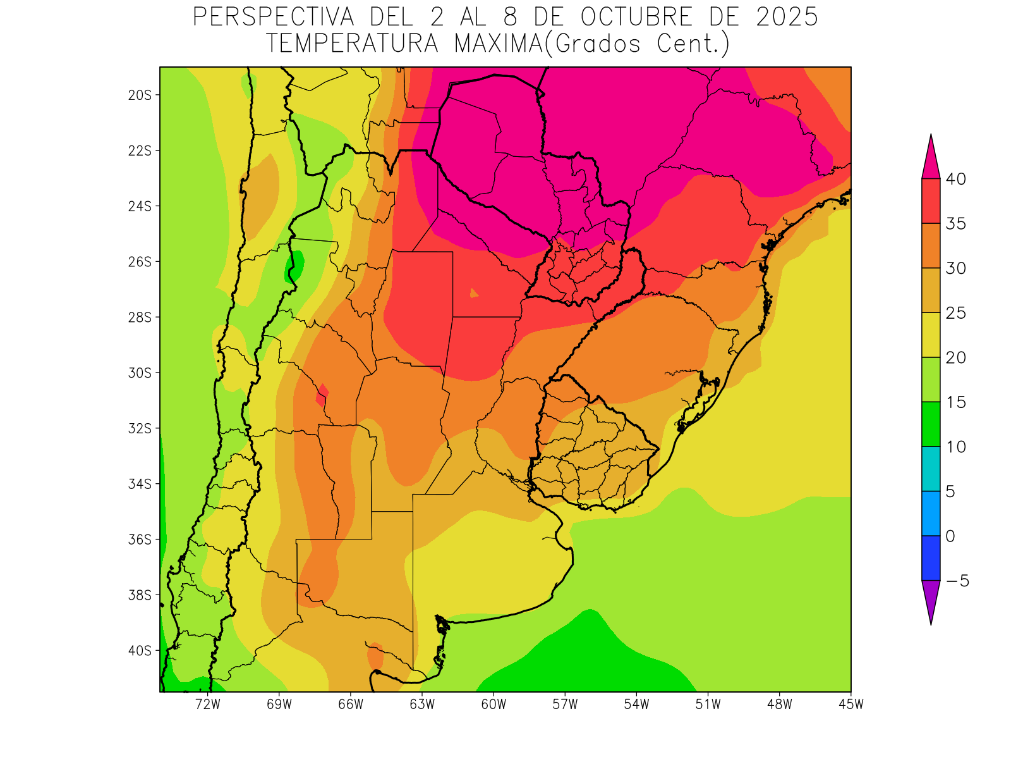 PERSPECTIVA DEL 2 AL 8 DE OCTUBRE DE 2025
TEMPERATURA MAXIMA(Grados Cent.)
20S
22S
24S
26S
28S
30S
32S
34S
36S
38S
40S
72W 69W 66W 63W 60W 57W 54W 51W 48W 45W
40
35
30
25
20
15
10
5
0
−5